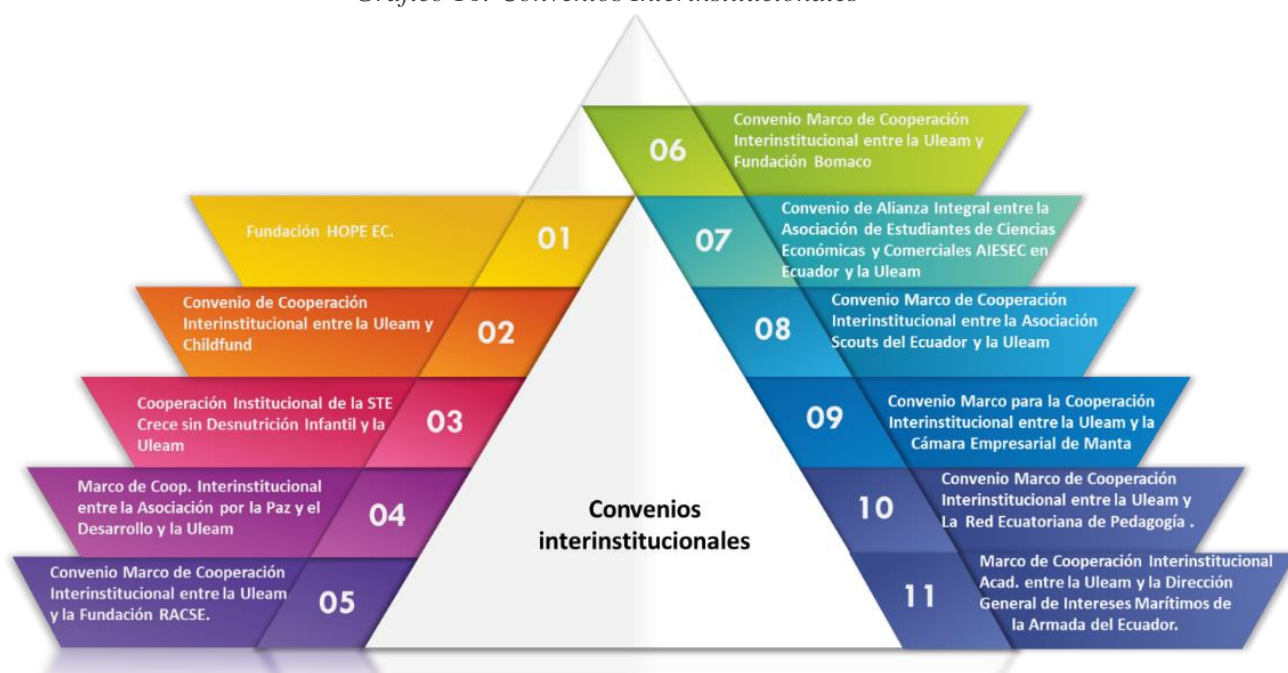 Convenios Interinstitucionales
Fundación HOPE EC.
01
Convenio de Cooperación
Interinstitucional entre la Uleam y
Childfund
02
Cooperación Institucional de la STE
Crece sin Desnutrición Infantil y la
Uleam
03
Marco de Coop. Interinstitucional
entre la Asociación por la Paz y el
Desarrollo y la Uleam
04
Convenio Marco de Cooperación
Interinstitucional entre la Uleam
y la Fundación RACSE.
05
Convenios
interinstitucionales
06
Convenio Marco de Cooperación
Interinstitucional entre la Uleam y
Fundación Bomaco
07
Convenio de Alianza Integral entre la
Asociación de Estudiantes de Ciencias
Económicas y Comerciales AIESEC en
Ecuador y la Uleam
08
Convenio Marco de Cooperación
Interinstitucional entre la Asociación
Scouts del Ecuador y la Uleam
09
Convenio Marco para la Cooperación
Interinstitucional entre la Uleam y la
Cámara Empresarial de Manta
10
Convenio Marco de Cooperación
Interinstitucional entre la Uleam y
La Red Ecuatoriana de Pedagogía .
11
Marco de Cooperación Interinstitucional
Acad. entre la Uleam y la Dirección
General de Intereses Marítimos de
la Armada del Ecuador.